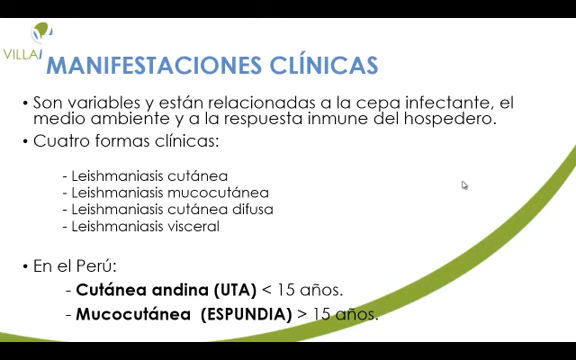 VILLA
MANIFESTACIONES CLÍNICAS
• Son variables y están relacionadas a la cepa infectante, el
medio ambiente y a la respuesta inmune del hospedero.
• Cuatro formas clínicas:
- Leishmaniasis cutánea
- Leishmaniasis mucocutánea
- Leishmaniasis cutánea difusa
- Leishmaniasis visceral
• En el Perú:
- Cutánea andina (UTA) < 15 años.
- Mucocutánea (ESPUNDIA) > 15 años.